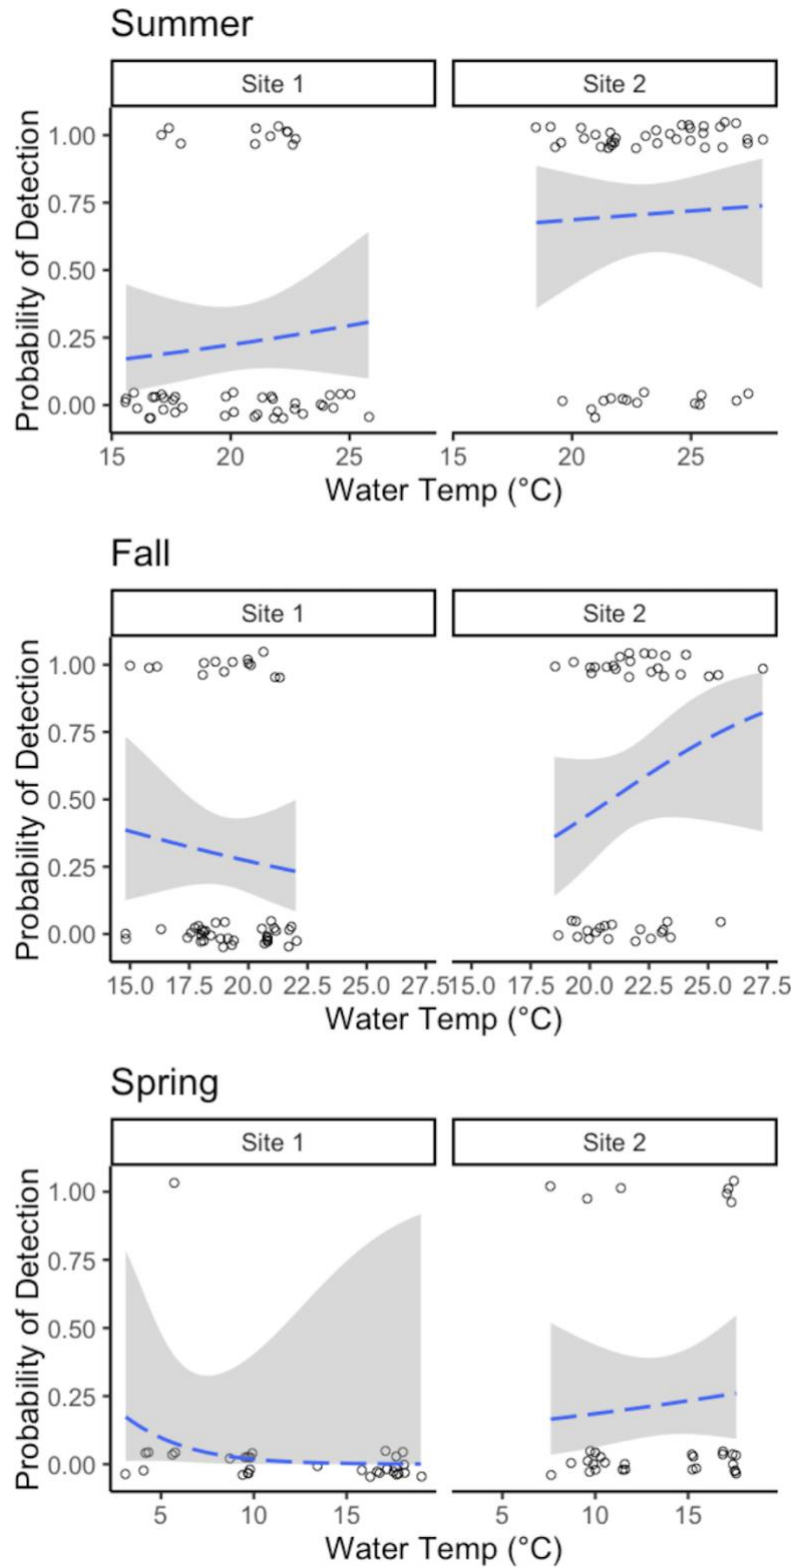 Summer
Site 1 Site 2
Probability of Detection
1.00
0.75
0.50
0.25
0.00
15 20 25 15 20 25
Water Temp (°C)
Fall
Site 1 Site 2
Probability of Detection
1.00
0.75
0.50
0.25
0.00
15.0 17.5 20.0 22.5 25.0 27.5 15.0 17.5 20.0 22.5 25.0 27.5
Water Temp (°C)
Spring
Site 1 Site 2
Probability of Detection
1.00
0.75
0.50
0.25
0.00
5 10 15 5 10 15
Water Temp (°C)